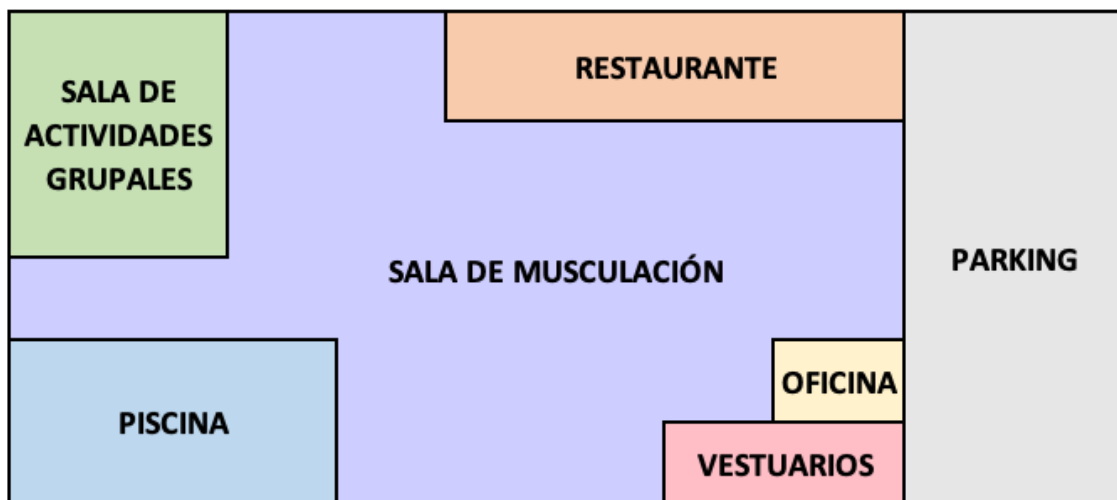 SALA DE
ACTIVIDADES
GRUPALES
RESTAURANTE
SALA DE MUSCULACIÓN
PARKING
PISCINA
OFICINA
VESTUARIOS